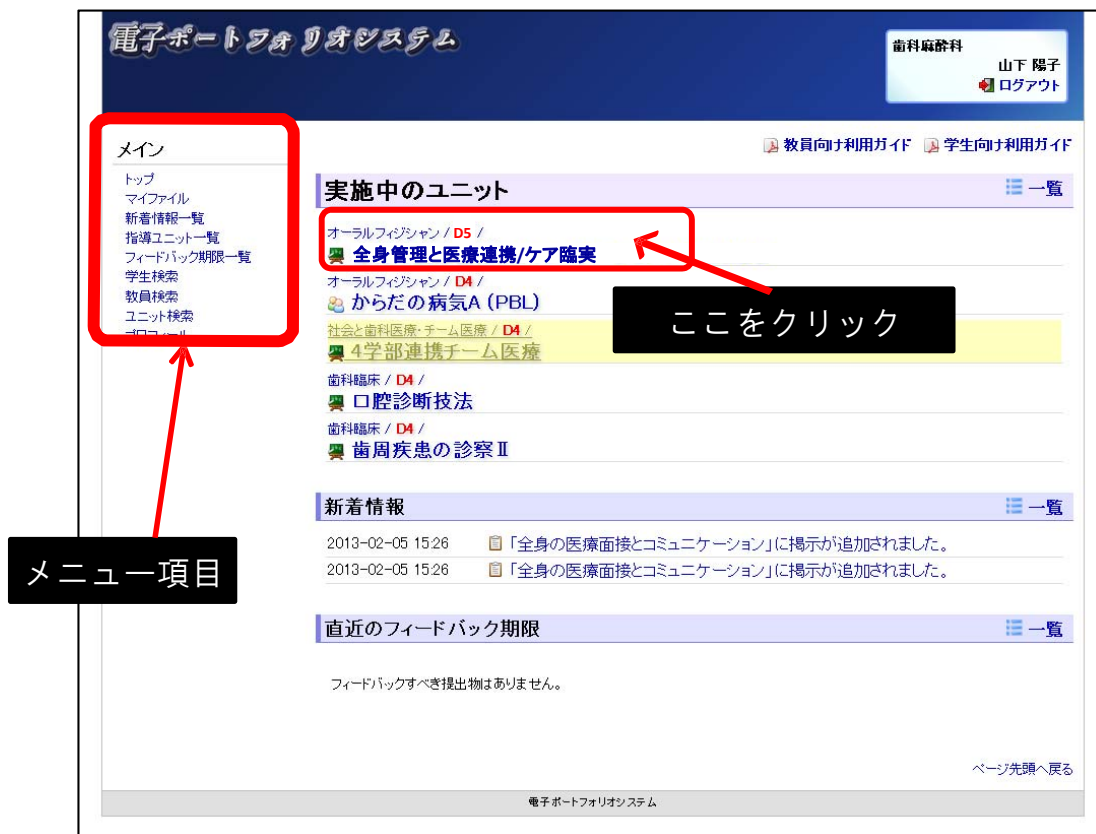 電子ポートフォリオシステム
歯科麻酔科
山下 陽子
ログアウト
教員向け利用ガイド 学生向け利用ガイド
メイン
トップ
マイファイル
新着情報一覧
指導ユニット一覧
フィードバック期限一覧
学生検索
教員検索
ユニット検索
プロフィール
メニュー項目
実施中のユニット 一覧
オーラルフィジシャン / D5 /
全身管理と医療連携/ケア臨実
ここをクリック
オーラルフィジシャン / D4 /
からだの病気A (PBL)
社会と歯科医療・チーム医療 / D4 /
4学部連携チーム医療
歯科臨床 / D4 /
口腔診断技法
歯科臨床 / D4 /
歯周疾患の診察Ⅱ
新着情報 一覧
2013-02-05 15:26 「全身の医療面接とコミュニケーション」に掲示が追加されました。
2013-02-05 15:26 「全身の医療面接とコミュニケーション」に掲示が追加されました。
直近のフィードバック期限 一覧
フィードバックすべき提出物はありません。
ページ先頭へ戻る
電子ポートフォリオシステム